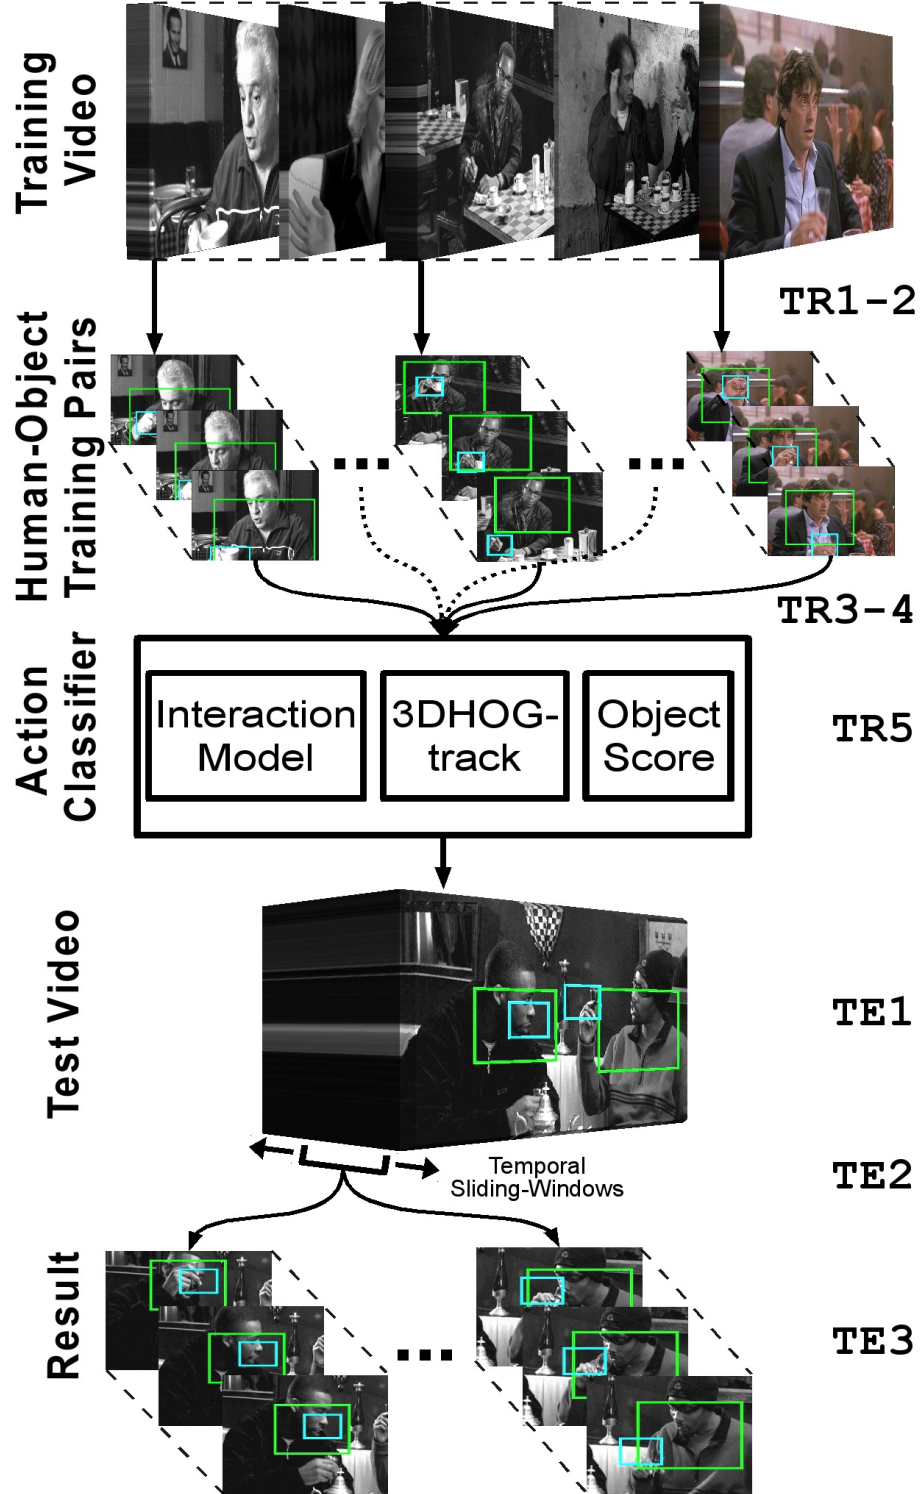 Training
Video
TR1-2
Human-Object
Training Pairs
TR3-4
Action
Classifier
Interaction
Model
3DHOG-
track
Object
Score
TR5
Test Video
TE1
Temporal
Sliding-Windows
TE2
Result
TE3